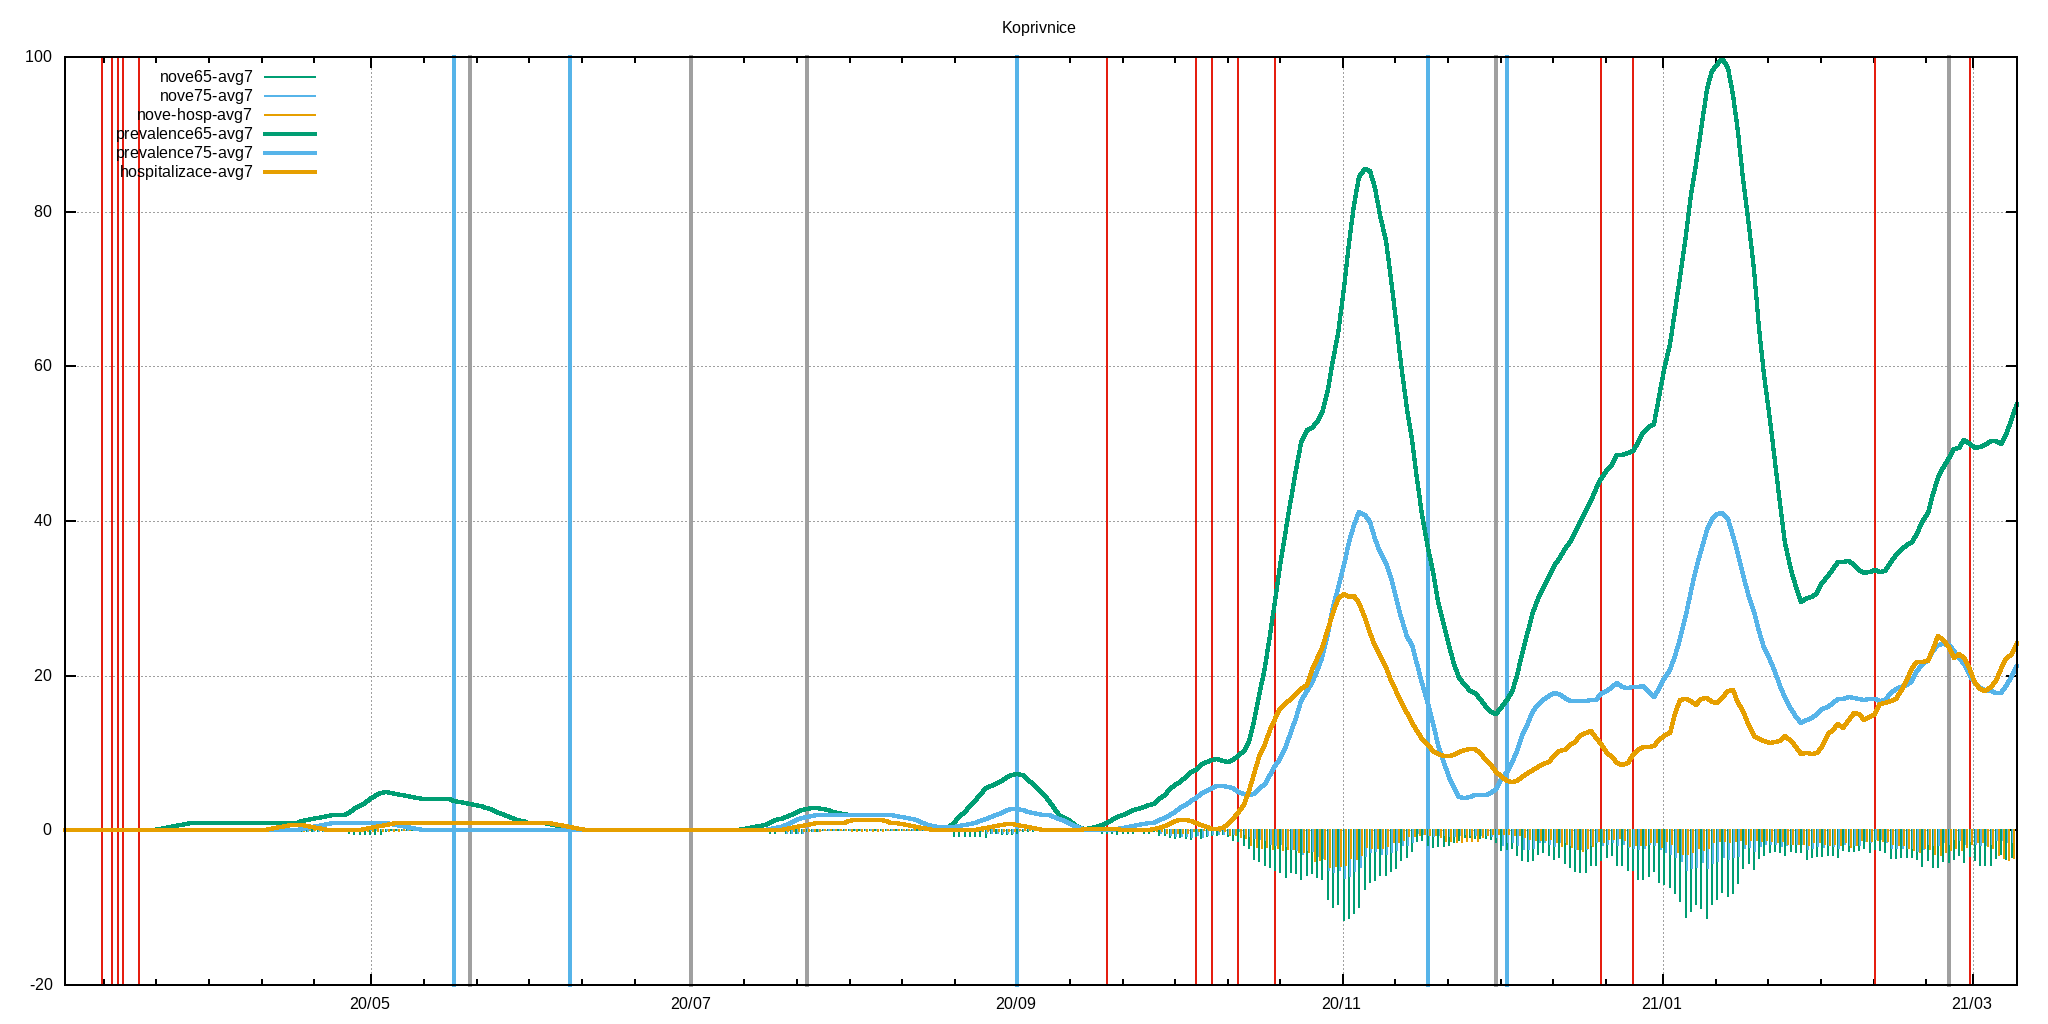 Koprivnice
100
80
60
40
20
0
-20
nove65-avg7
nove75-avg7
nove-hosp-avg7
prevalence65-avg7
prevalence75-avg7
hospitalizace-avg7
20/05 20/07 20/09 20/11 21/01 21/03